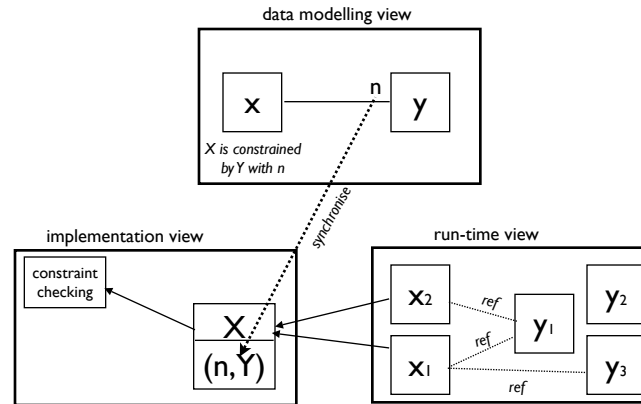 data modelling view
n
x
y
X is constrained
by Y with n
synchronise
implementation view
constraint
checking
X
(n,Y)
run-time view
x2
ref
y2
y1
x1
ref
y3
ref